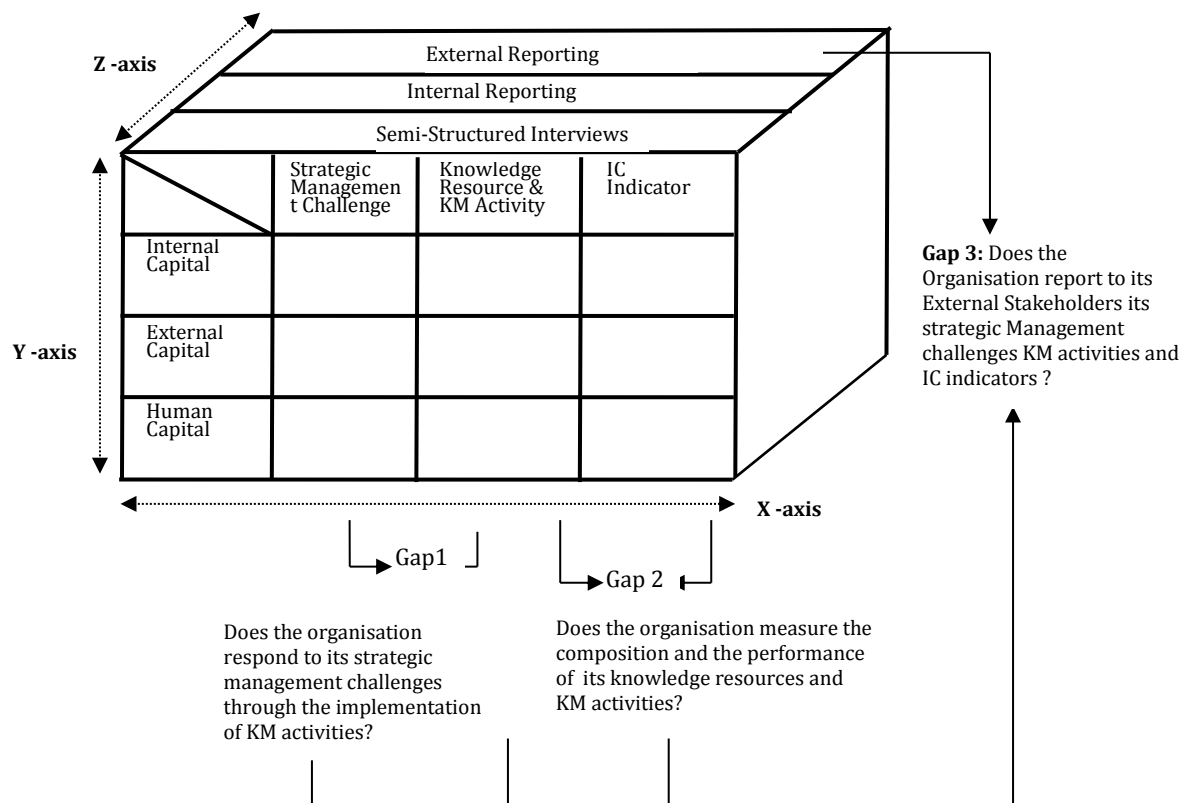 Z -axis
External Reporting
Internal Reporting
Semi-Structured Interviews
Strategic
Managemen
t Challenge
Knowledge
Resource &
KM Activity
IC
Indicator
Internal
Capital
External
Capital
Human
Capital
Y -axis
X -axis
Gap 3: Does the
Organisation report to its
External Stakeholders its
strategic Management
challenges KM activities and
IC indicators ?
Gap1
Gap 2
Does the organisation
respond to its strategic
management challenges
through the implementation
of KM activities?
Does the organisation measure the
composition and the performance
of its knowledge resources and
KM activities?